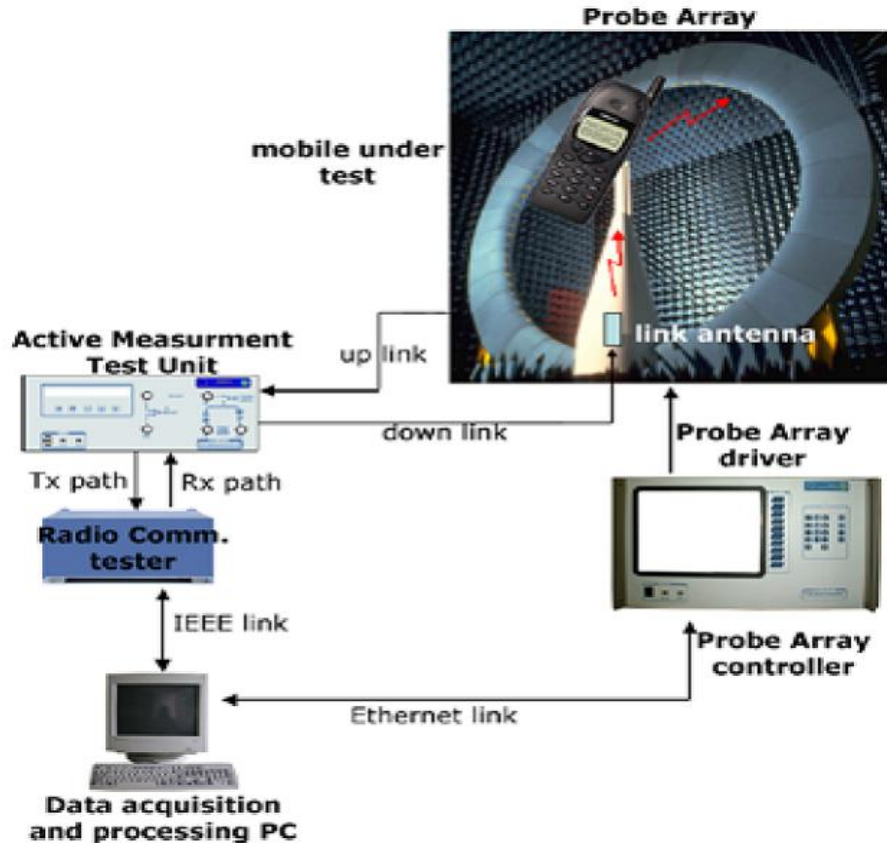 Probe Array
mobile under
test
link antenna
Active Measurment
Test Unit
up link
down link
Probe Array
driver
Tx path
Rx path
Radio Comm.
tester
IEEE link
Probe Array
controller
Ethernet link
Data acquisition
and processing PC